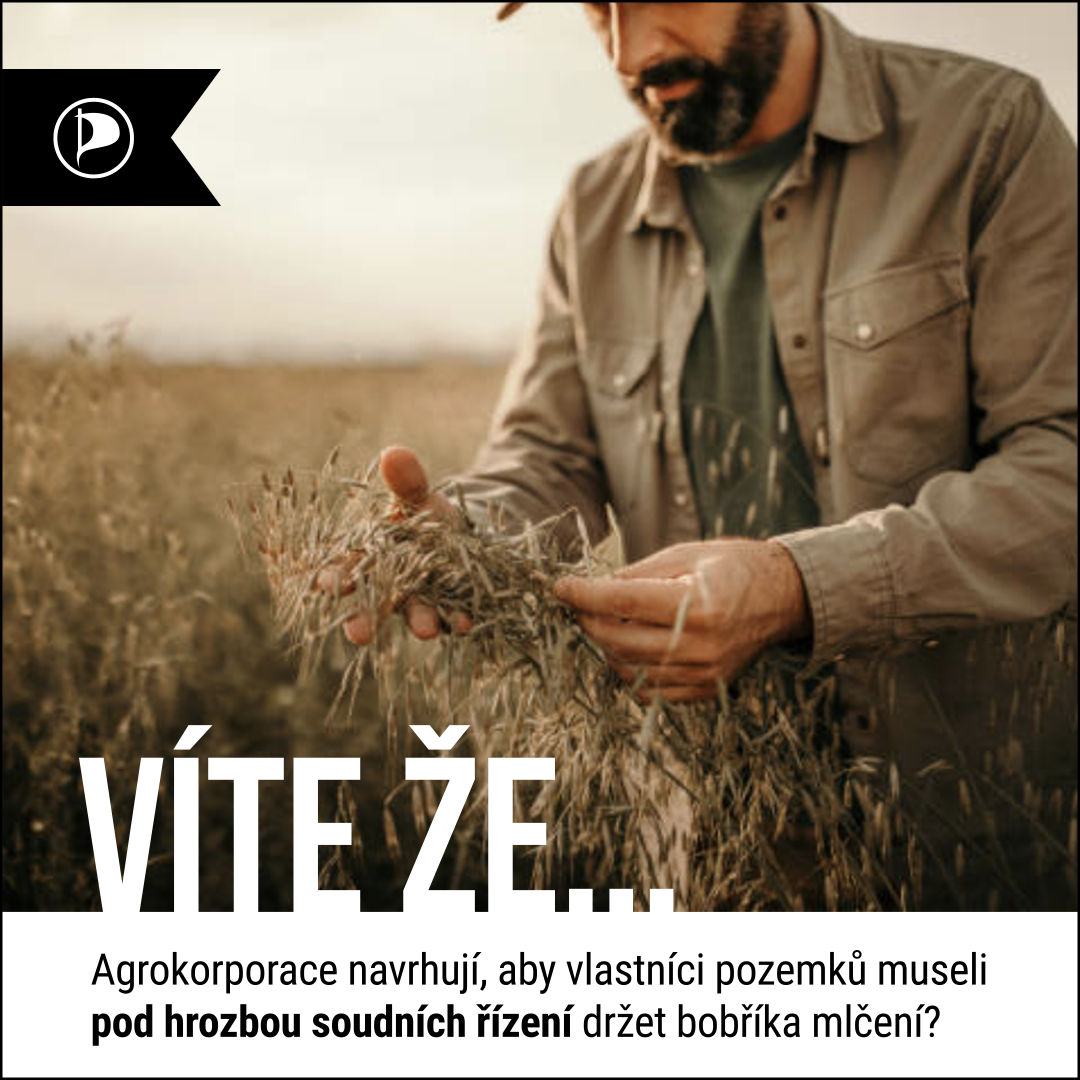 VÍTE ŽE...
Agrokorporace navrhují, aby vlastníci pozemků museli
pod hrozbou soudních řízení držet bobříka mlčení?